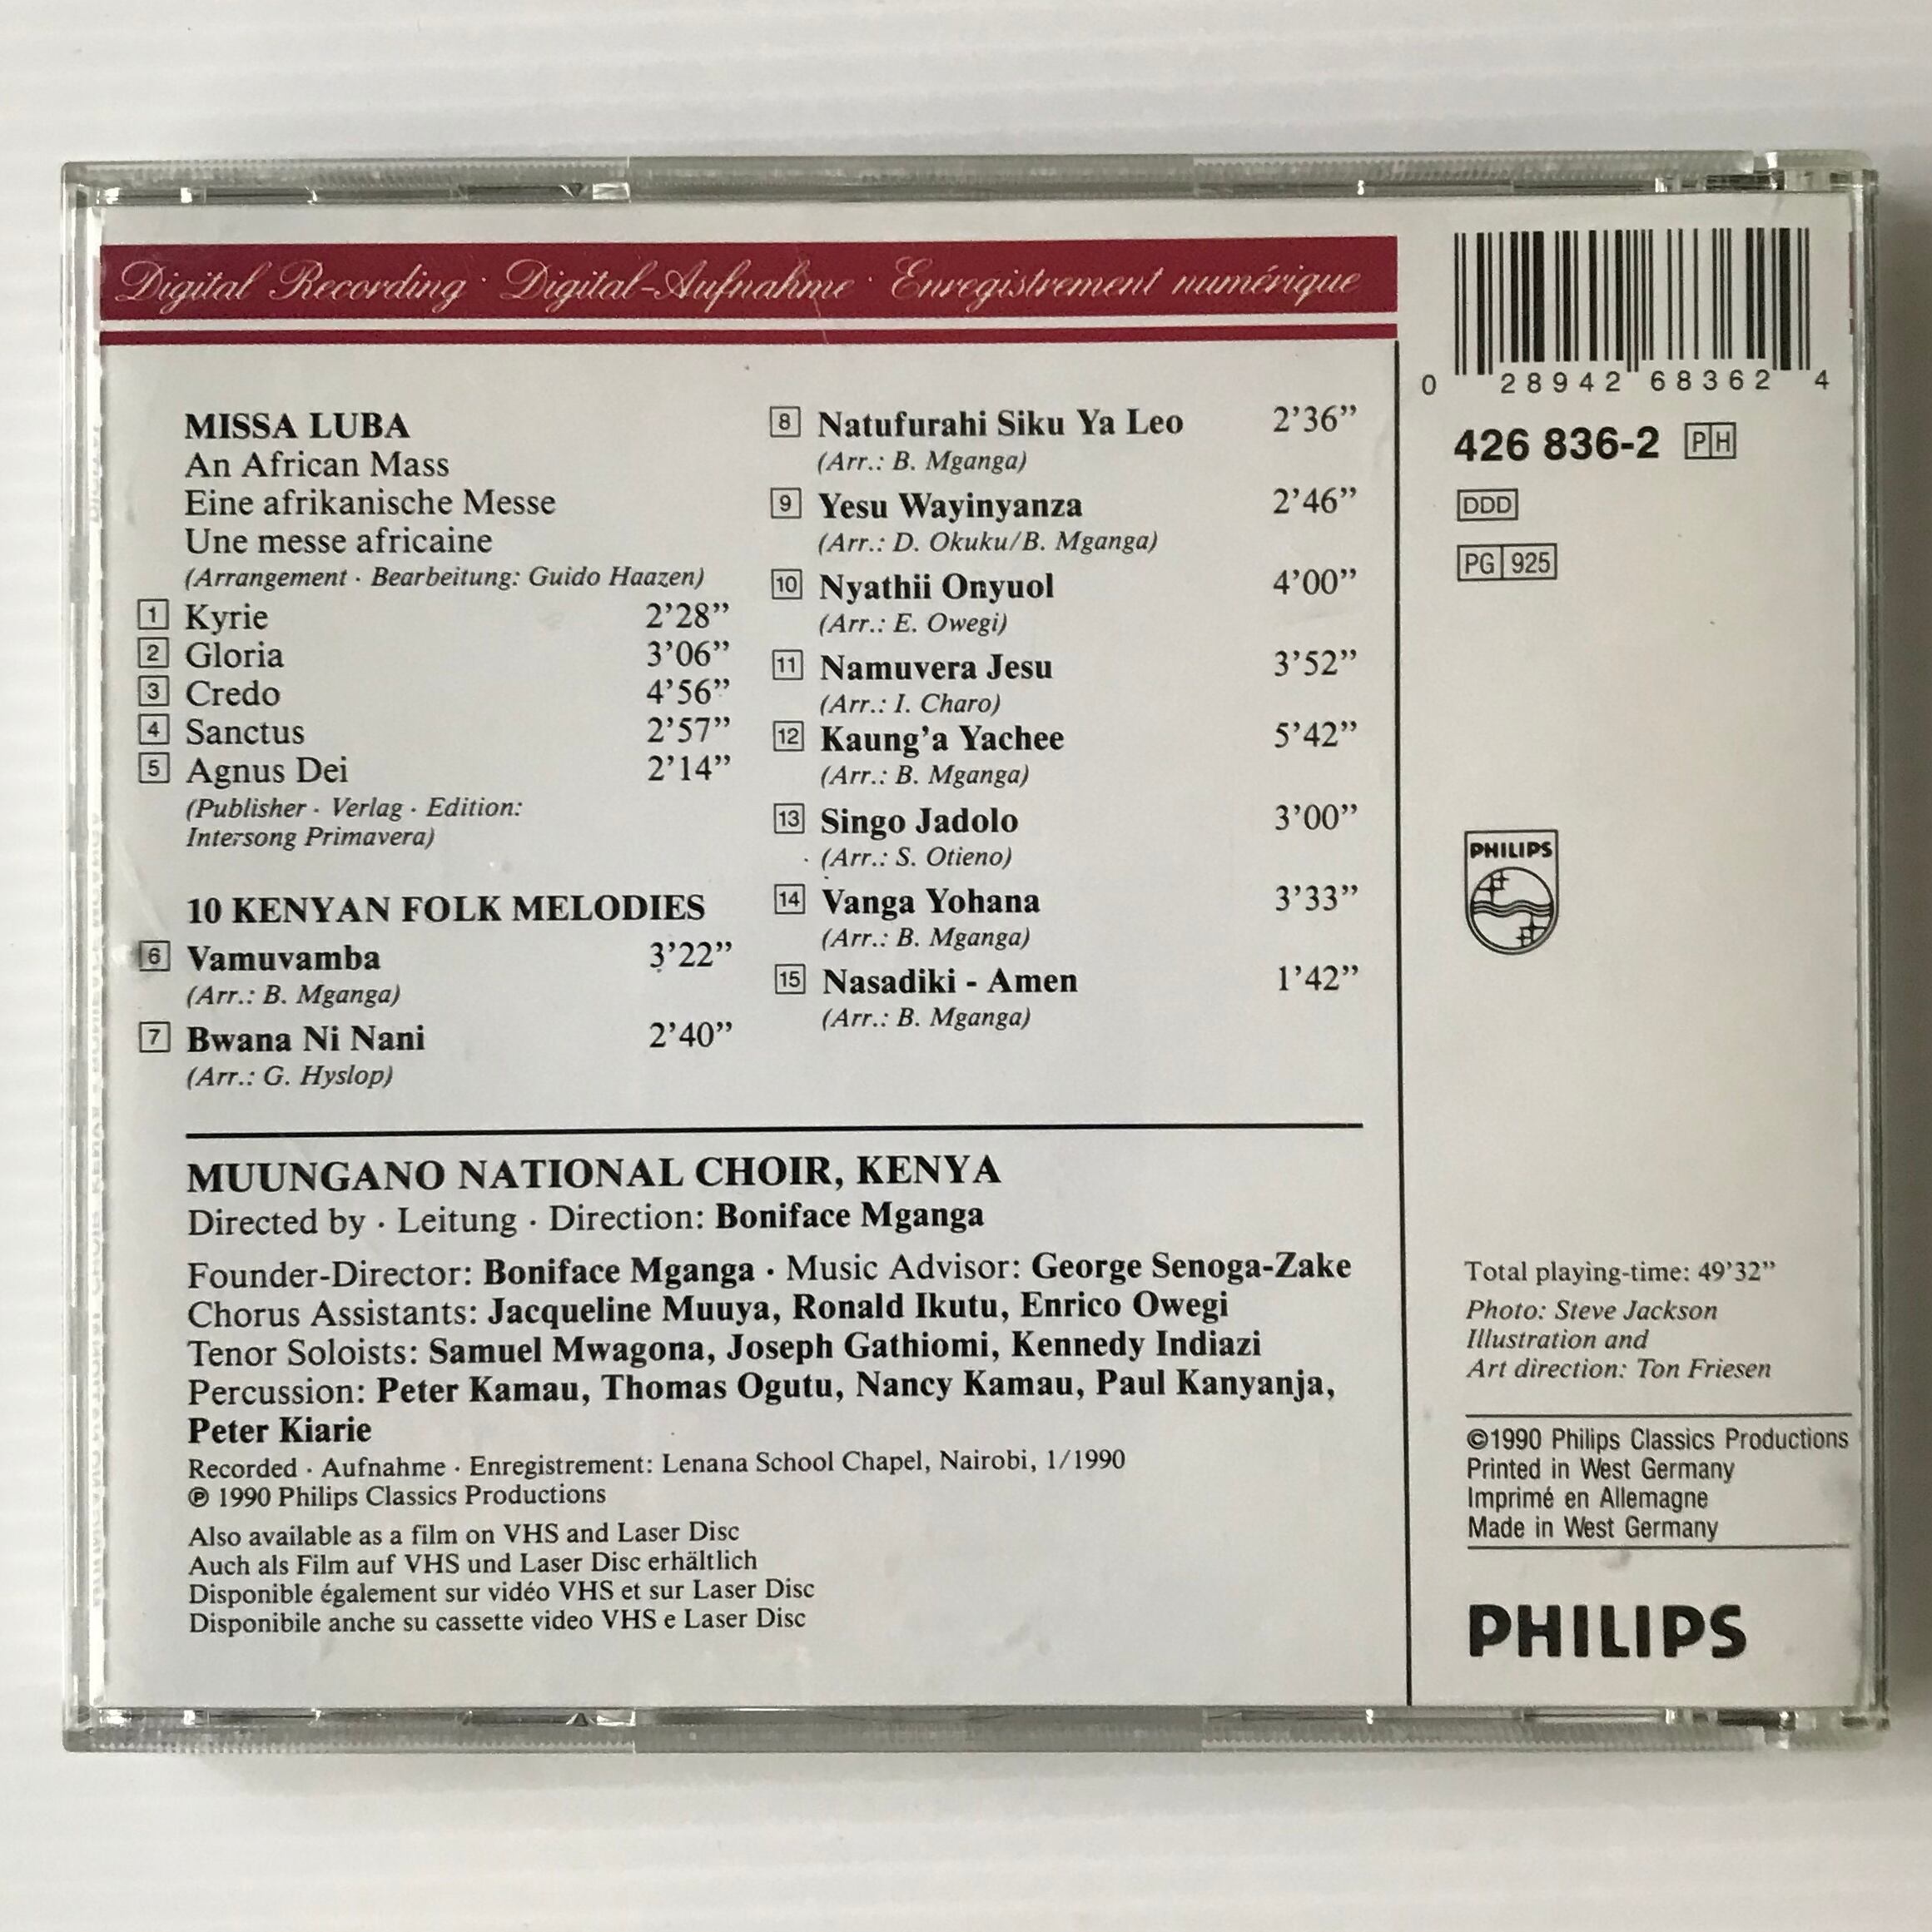 Digital Recording · Digital-Aufnahme · Enregistrement numérique
MISSA LUBA
An African Mass
Eine afrikanische Messe
Une messe africaine
(Arrangement · Bearbeitung: Guido Haazen)
1 Kyrie 2’28”
2 Gloria 3’06”
3 Credo 4’56”
4 Sanctus 2’57”
5 Agnus Dei 2’14”
(Publisher · Verlag · Edition:
Intersong Primavera)
10 KENYAN FOLK MELODIES
6 Vamuvamba 3’22”
(Arr.: B. Mganga)
7 Bwana Ni Nani 2’40”
(Arr.: G. Hyslop)
8 Natufurahi Siku Ya Leo 2’36”
(Arr.: B. Mganga)
9 Yesu Wayinyanza 2’46”
(Arr.: D. Okuku/B. Mganga)
10 Nyathii Onyuol 4’00”
(Arr.: E. Owegi)
11 Namuvera Jesu 3’52”
(Arr.: I. Charo)
12 Kaung’a Yachee 5’42”
(Arr.: B. Mganga)
13 Singo Jadolo 3’00”
(Arr.: S. Otieno)
14 Vanga Yohana 3’33”
(Arr.: B. Mganga)
15 Nasadiki - Amen 1’42”
(Arr.: B. Mganga)
MUUNGANO NATIONAL CHOIR, KENYA
Directed by · Leitung · Direction: Boniface Mganga
Founder-Director: Boniface Mganga · Music Advisor: George Senoga-Zake
Chorus Assistants: Jacqueline Muuya, Ronald Ikutu, Enrico Owegi
Tenor Soloists: Samuel Mwagona, Joseph Gathiomi, Kennedy Indiazi
Percussion: Peter Kamau, Thomas Ogutu, Nancy Kamau, Paul Kanyanja,
Peter Kiarie
Recorded · Aufnahme · Enregistrement: Lenana School Chapel, Nairobi, 1/1990
℗ 1990 Philips Classics Productions
Also available as a film on VHS and Laser Disc
Auch als Film auf VHS und Laser Disc erhältlich
Disponible également sur vidéo VHS et sur Laser Disc
Disponibile anche su cassette video VHS e Laser Disc
0 28942 68362 4
426 836-2 PH
DDD
PG 925
PHILIPS
Total playing-time: 49’32”
Photo: Steve Jackson
Illustration and
Art direction: Ton Friesen
©1990 Philips Classics Productions
Printed in West Germany
Imprimé en Allemagne
Made in West Germany
PHILIPS